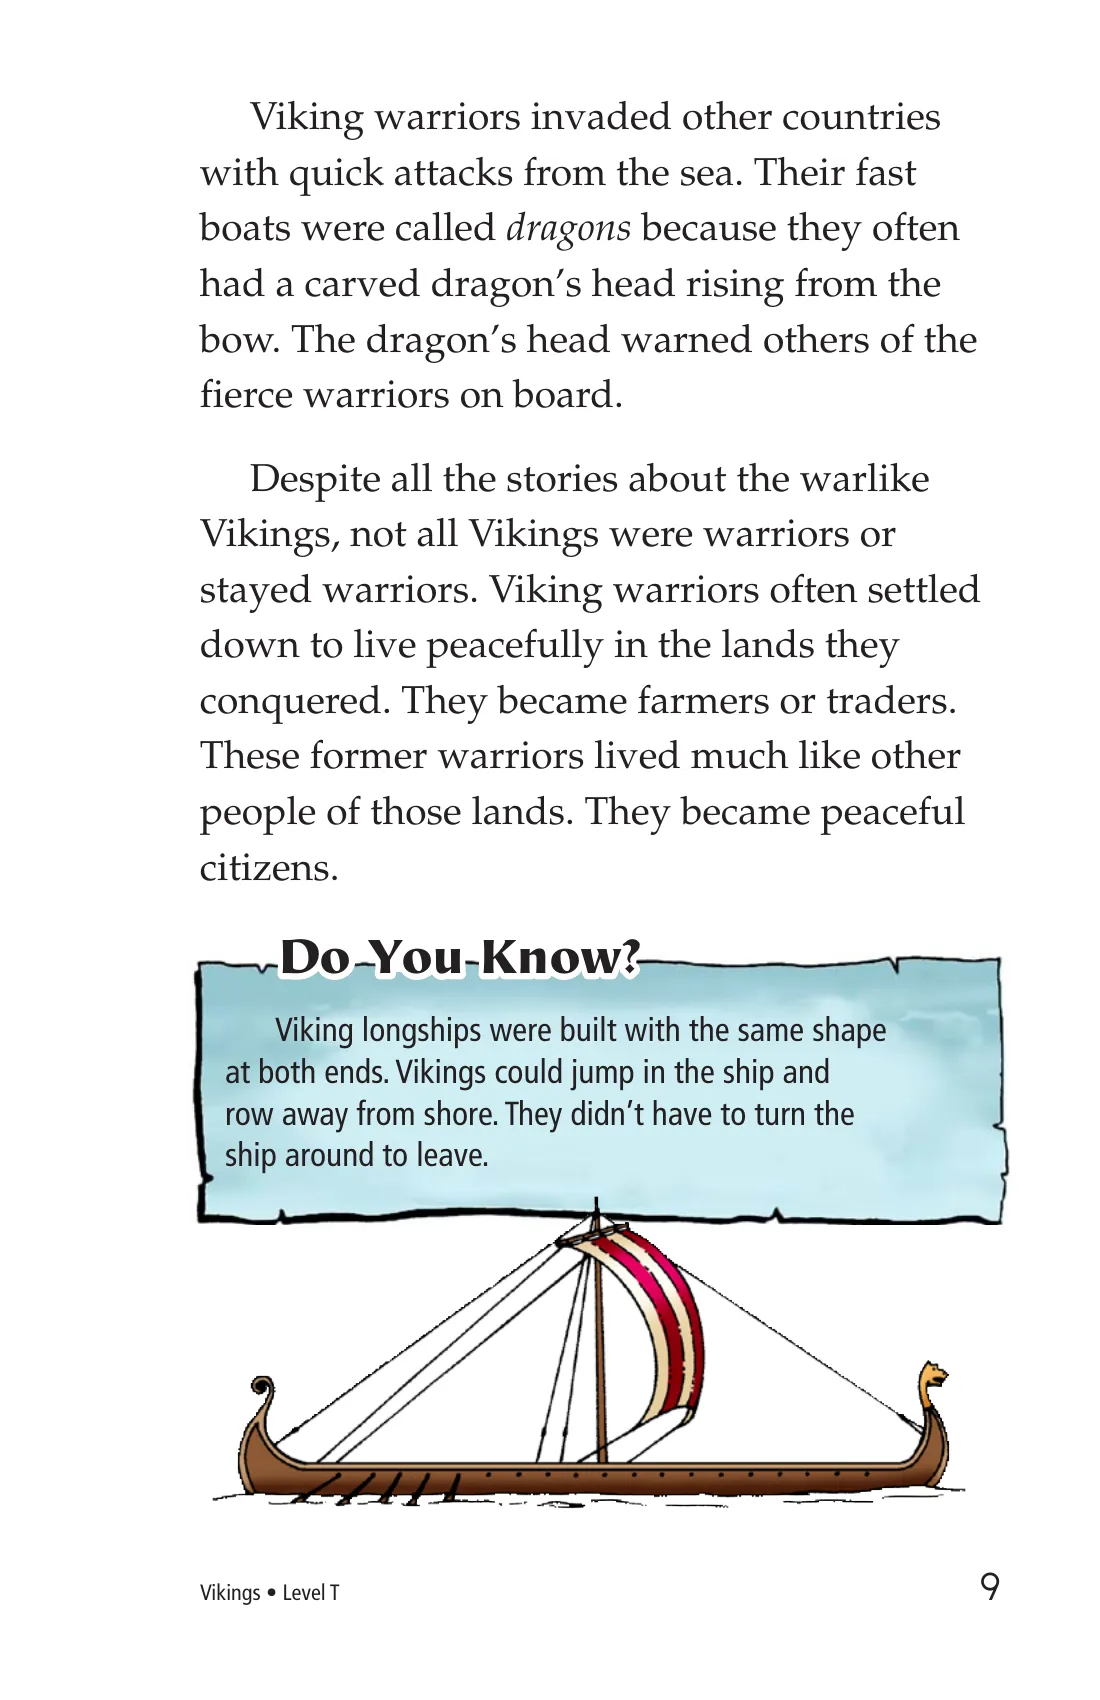 Viking warriors invaded other countries
with quick attacks from the sea. Their fast
boats were called dragons because they often
had a carved dragon’s head rising from the
bow. The dragon’s head warned others of the
fierce warriors on board.
Despite all the stories about the warlike
Vikings, not all Vikings were warriors or
stayed warriors. Viking warriors often settled
down to live peacefully in the lands they
conquered. They became farmers or traders.
These former warriors lived much like other
people of those lands. They became peaceful
citizens.
Do You Know?
Viking longships were built with the same shape
at both ends. Vikings could jump in the ship and
row away from shore. They didn’t have to turn the
ship around to leave.
Vikings • Level T
9